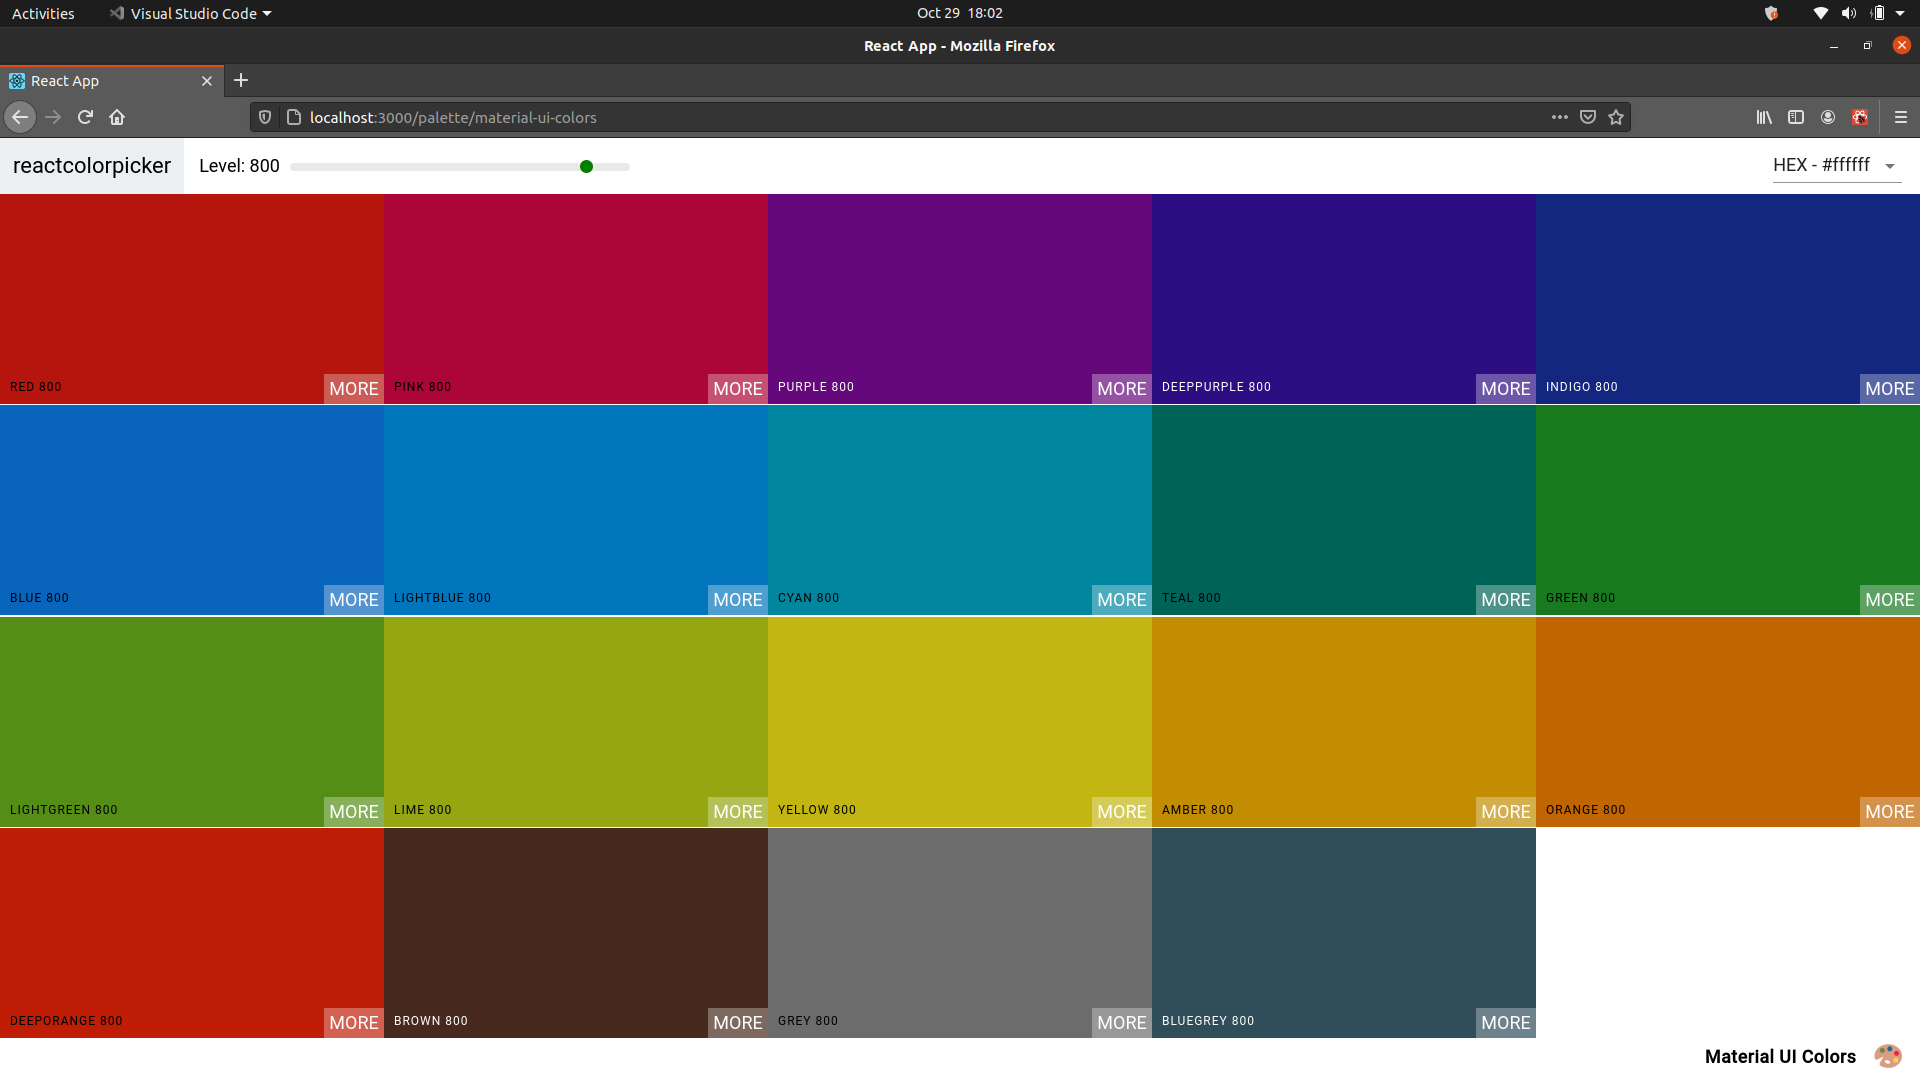 Activities Visual Studio Code Oct 29 18:02
React App - Mozilla Firefox
React App
localhost:3000/palette/material-ui-colors
reactcolorpicker Level: 800 HEX - #ffffff
RED 800 MORE PINK 800 MORE PURPLE 800 MORE DEEPPURPLE 800 MORE INDIGO 800 MORE
BLUE 800 MORE LIGHTBLUE 800 MORE CYAN 800 MORE TEAL 800 MORE GREEN 800 MORE
LIGHTGREEN 800 MORE LIME 800 MORE YELLOW 800 MORE AMBER 800 MORE ORANGE 800 MORE
DEEPORANGE 800 MORE BROWN 800 MORE GREY 800 MORE BLUEGREY 800 MORE
Material UI Colors